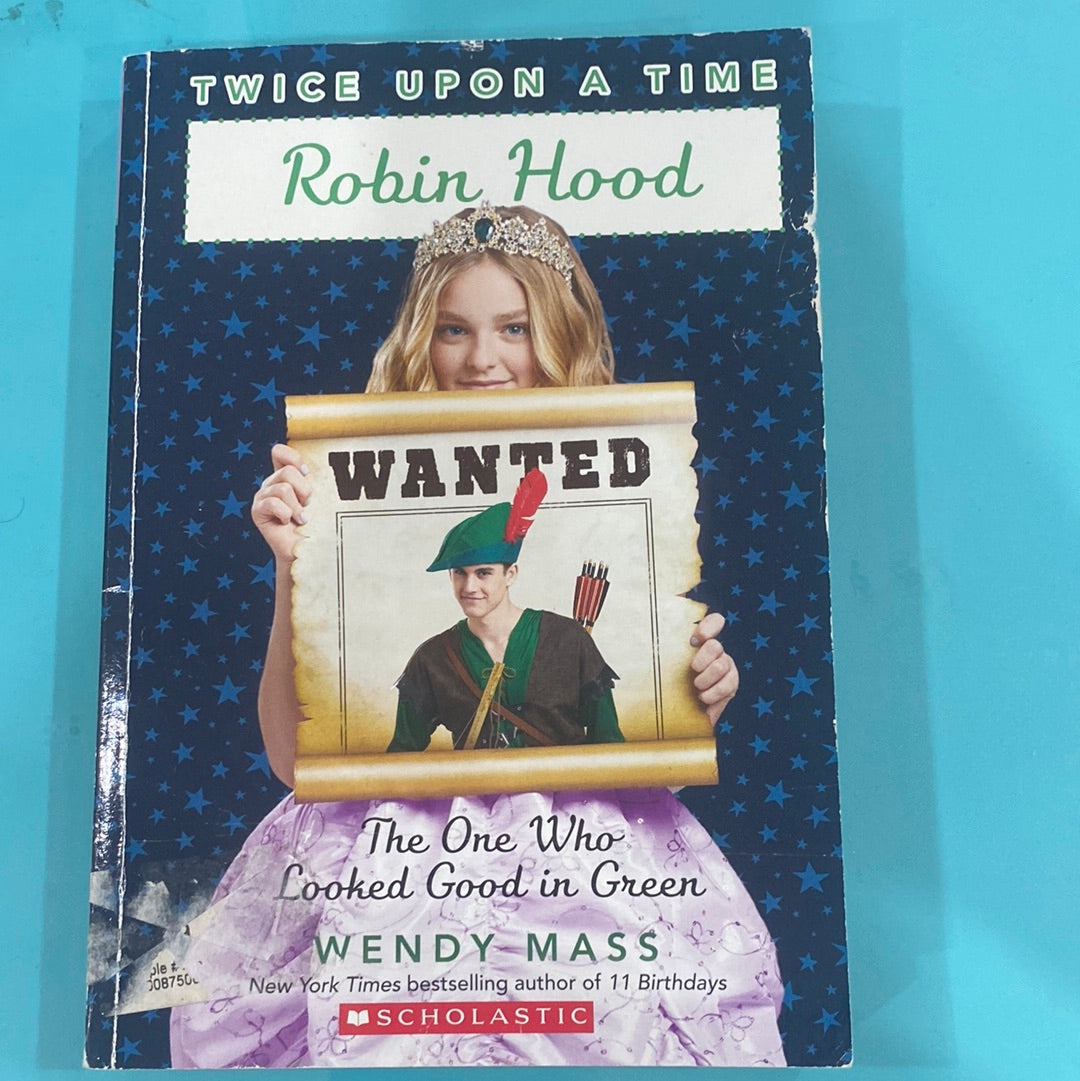 TWICE UPON A TIME
Robin Hood
WANTED
The One Who
Looked Good in Green
WENDY MASS
New York Times bestselling author of 11 Birthdays
SCHOLASTIC